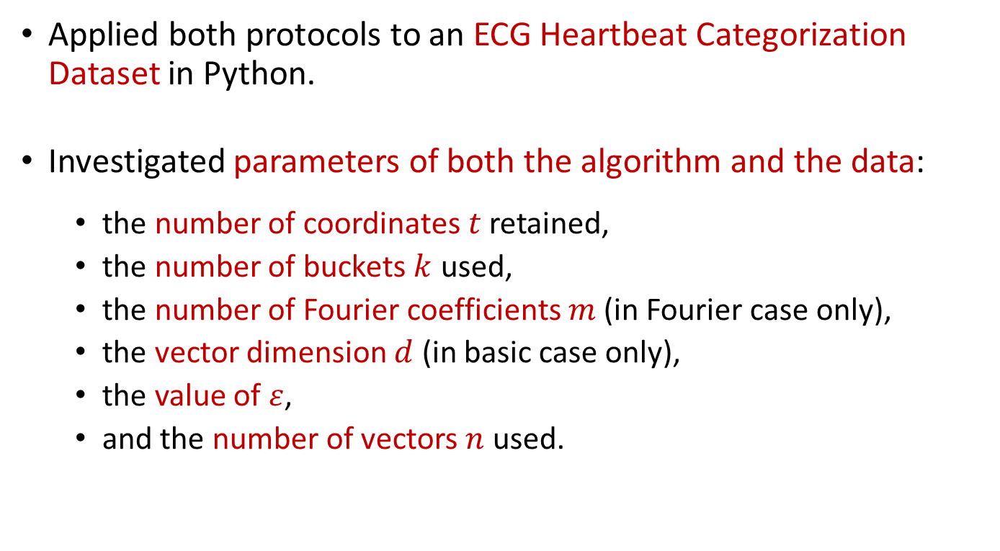 • Applied both protocols to an ECG Heartbeat Categorization
Dataset in Python.
• Investigated parameters of both the algorithm and the data:
• the number of coordinates 𝑡 retained,
• the number of buckets 𝑘 used,
• the number of Fourier coefficients 𝑚 (in Fourier case only),
• the vector dimension 𝑑 (in basic case only),
• the value of 𝜀,
• and the number of vectors 𝑛 used.